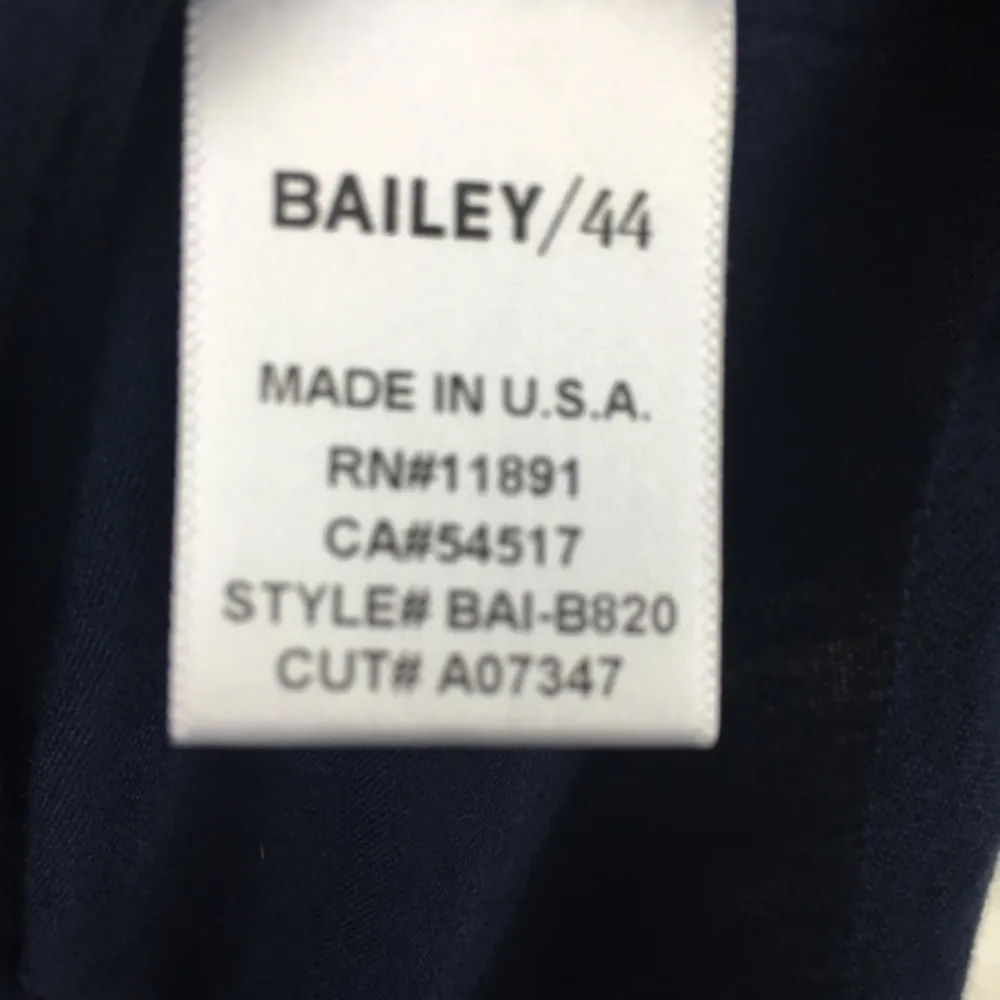 BAILEY/44
MADE IN U.S.A.
RN#11891
CA#54517
STYLE# BAI-B820
CUT# A07347